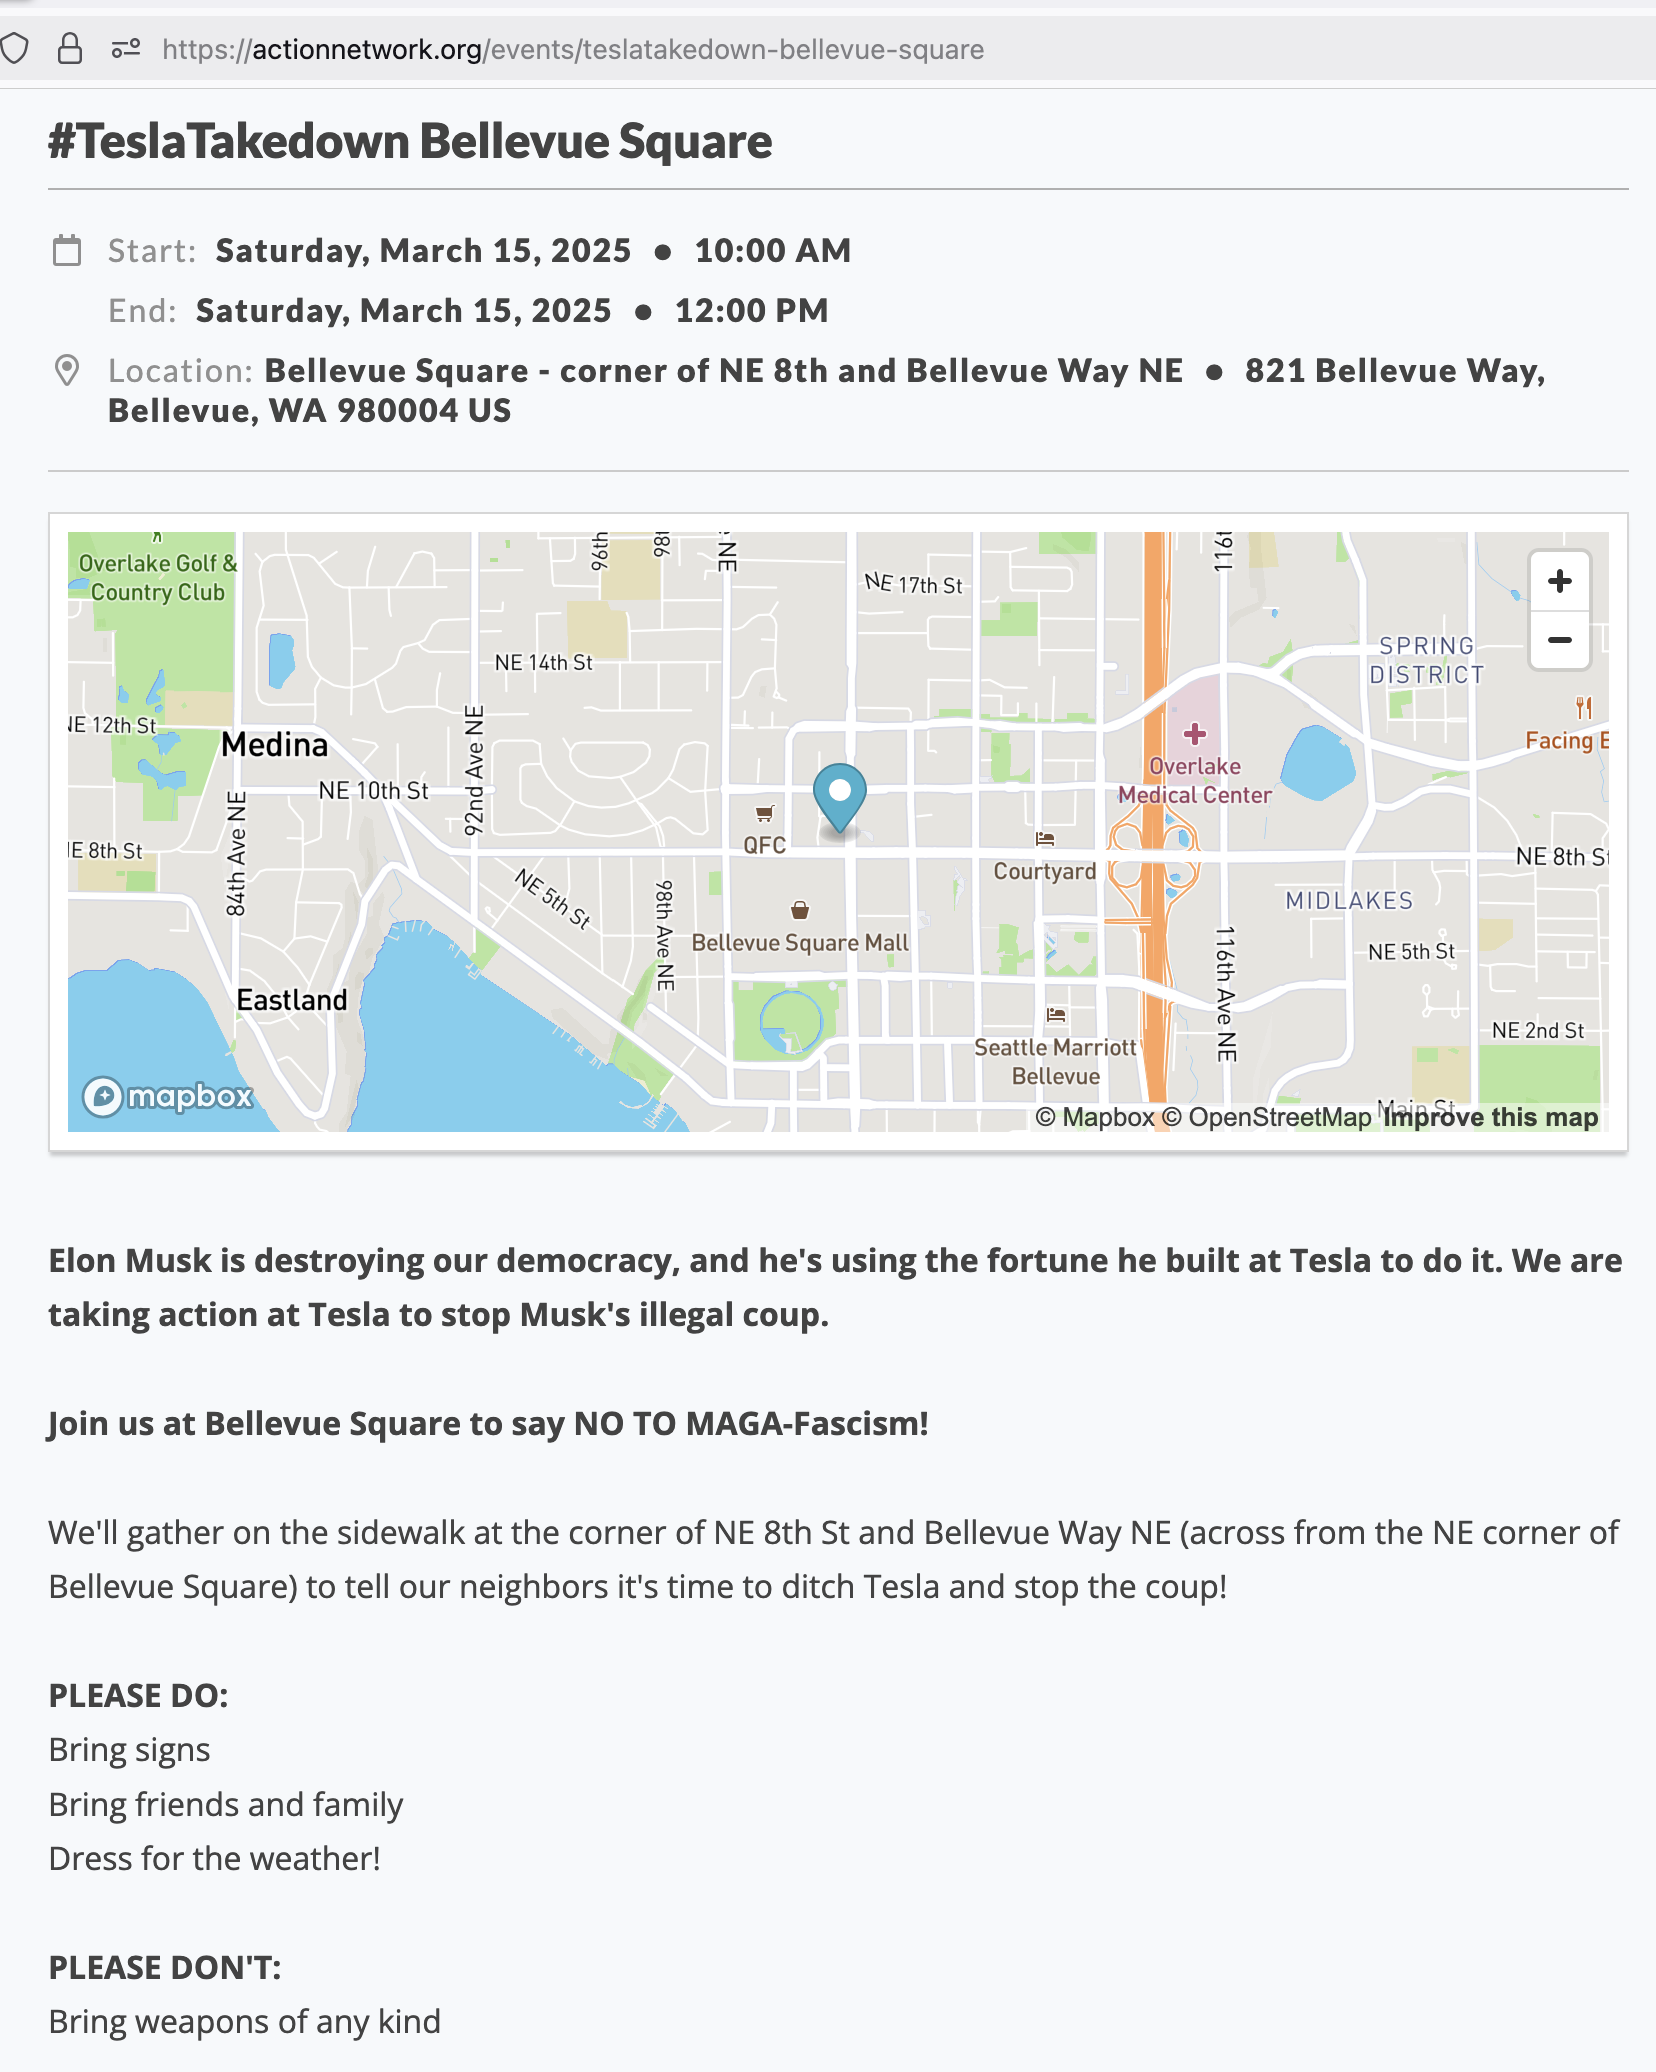 https://actionnetwork.org/events/teslatakedown-bellevue-square
#TeslaTakedown Bellevue Square
Start: Saturday, March 15, 2025 ● 10:00 AM
End: Saturday, March 15, 2025 ● 12:00 PM
Location: Bellevue Square - corner of NE 8th and Bellevue Way NE ● 821 Bellevue Way,
Bellevue, WA 980004 US
Overlake Golf &
Country Club
96th
98t
NE
NE 17th St
116t
+
−
SPRING
DISTRICT
NE 14th St
NE 12th St
Medina
92nd Ave NE
Facing E
Overlake
Medical Center
NE 10th St
84th Ave NE
QFC
E 8th St
Courtyard
NE 8th St
NE 5th St
98th Ave NE
MIDLAKES
Bellevue Square Mall
116th Ave NE
NE 5th St
Eastland
NE 2nd St
Seattle Marriott
Bellevue
mapbox
Main St
© Mapbox © OpenStreetMap Improve this map
Elon Musk is destroying our democracy, and he's using the fortune he built at Tesla to do it. We are
taking action at Tesla to stop Musk's illegal coup.
Join us at Bellevue Square to say NO TO MAGA-Fascism!
We'll gather on the sidewalk at the corner of NE 8th St and Bellevue Way NE (across from the NE corner of
Bellevue Square) to tell our neighbors it's time to ditch Tesla and stop the coup!
PLEASE DO:
Bring signs
Bring friends and family
Dress for the weather!
PLEASE DON'T:
Bring weapons of any kind